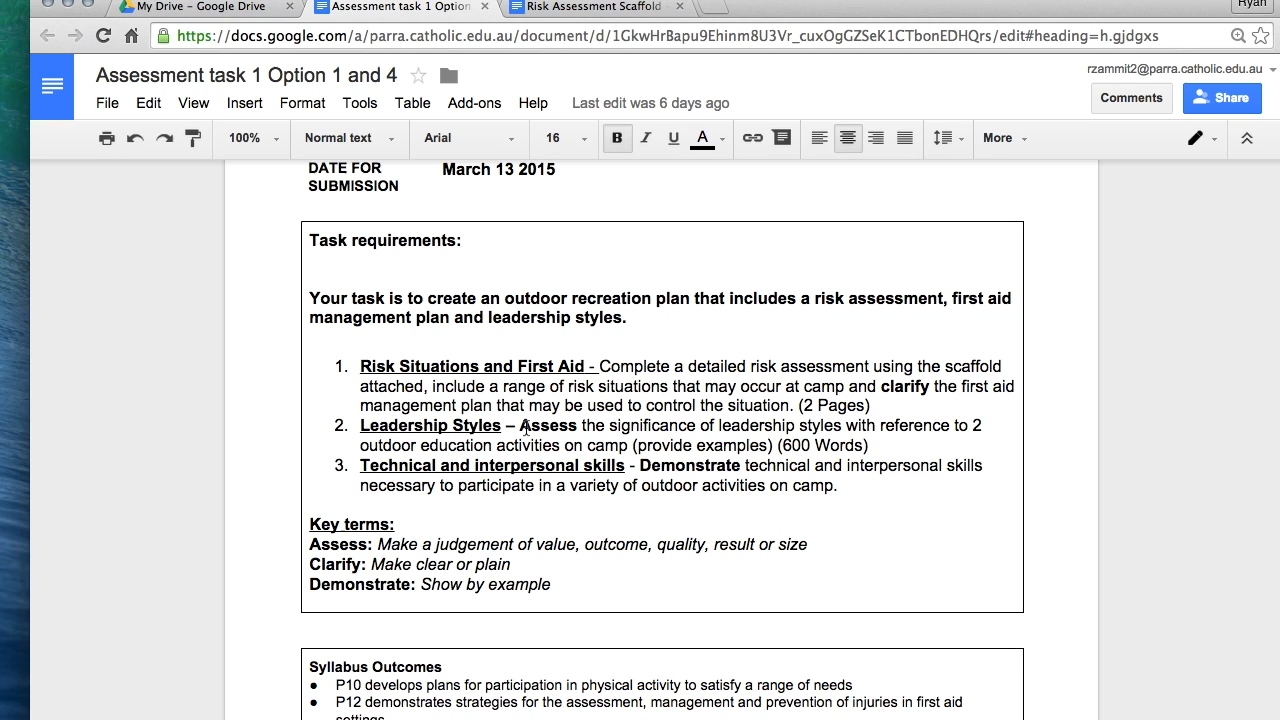 My Drive – Google Drive
Assessment task 1 Option
Risk Assessment Scaffold
Ryan
https://docs.google.com/a/parra.catholic.edu.au/document/d/1GkwHrBapu9Ehinm8U3Vr_cuxOgGZSeK1CTbonEDHQrs/edit#heading=h.gjdgxs
Assessment task 1 Option 1 and 4
rzammit2@parra.catholic.edu.au
File Edit View Insert Format Tools Table Add-ons Help Last edit was 6 days ago
Comments
Share
100% Normal text Arial 16 B I U A More
DATE FOR SUBMISSION
March 13 2015
Task requirements:
Your task is to create an outdoor recreation plan that includes a risk assessment, first aid
management plan and leadership styles.
1. Risk Situations and First Aid - Complete a detailed risk assessment using the scaffold
attached, include a range of risk situations that may occur at camp and clarify the first aid
management plan that may be used to control the situation. (2 Pages)
2. Leadership Styles – Assess the significance of leadership styles with reference to 2
outdoor education activities on camp (provide examples) (600 Words)
3. Technical and interpersonal skills - Demonstrate technical and interpersonal skills
necessary to participate in a variety of outdoor activities on camp.
Key terms:
Assess: Make a judgement of value, outcome, quality, result or size
Clarify: Make clear or plain
Demonstrate: Show by example
Syllabus Outcomes
● P10 develops plans for participation in physical activity to satisfy a range of needs
● P12 demonstrates strategies for the assessment, management and prevention of injuries in first aid
settings